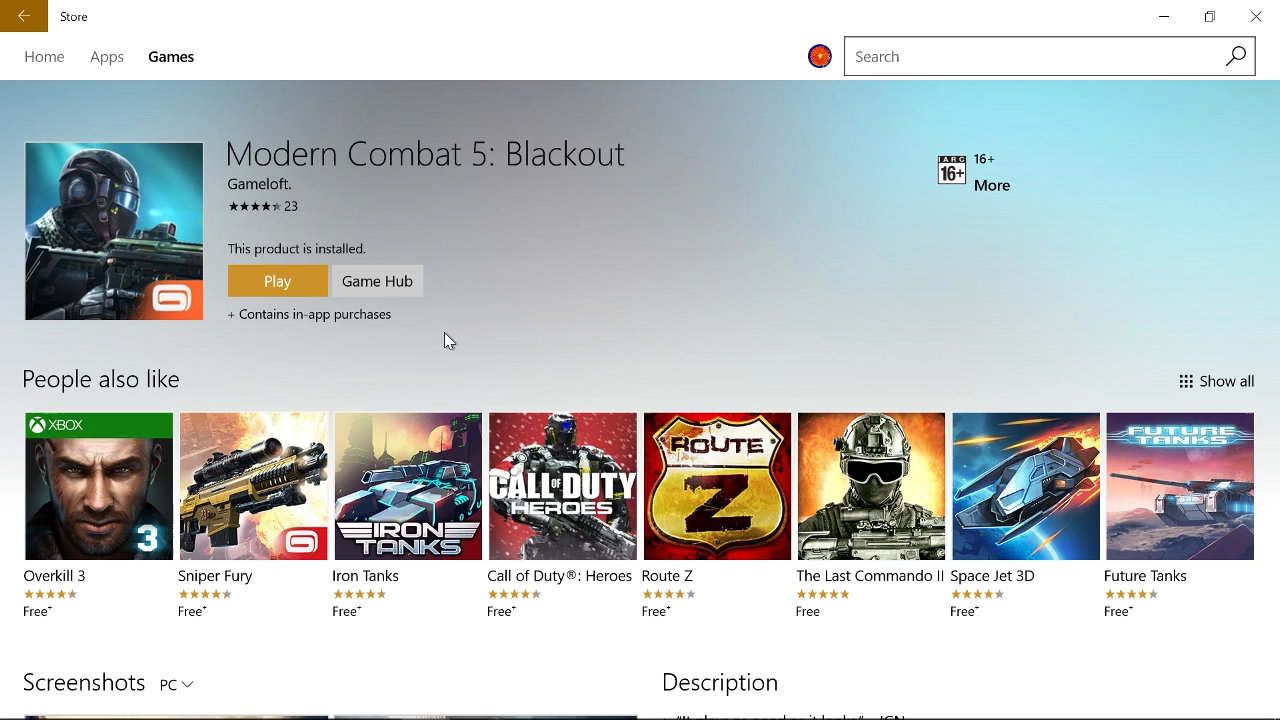 Store
Home Apps Games
Search
Modern Combat 5: Blackout
Gameloft.
23
IARC
16+
16+
More
This product is installed.
Play Game Hub
+ Contains in-app purchases
People also like
Show all
XBOX
3
IRON TANKS
CALL OF DUTY
HEROES
ROUTE
Z
FUTURE
TANKS
Overkill 3 Sniper Fury Iron Tanks Call of Duty®: Heroes Route Z The Last Commando II Space Jet 3D Future Tanks
Free+ Free+ Free+ Free+ Free+ Free Free+ Free+
Screenshots PC Description